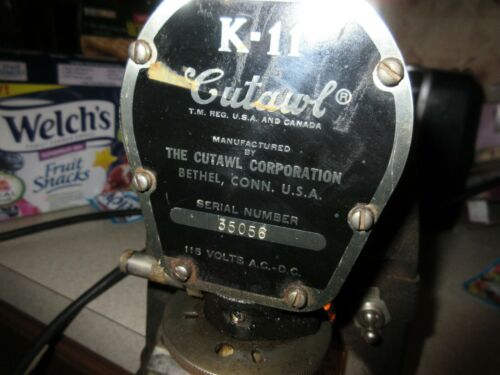 K-11
Cutawl®
T.M. REG. U.S.A. AND CANADA
MANUFACTURED
BY
THE CUTAWL CORPORATION
BETHEL, CONN. U.S.A.
SERIAL NUMBER
35056
115 VOLTS A.C.-D.C.
Welch's
Fruit
Snacks